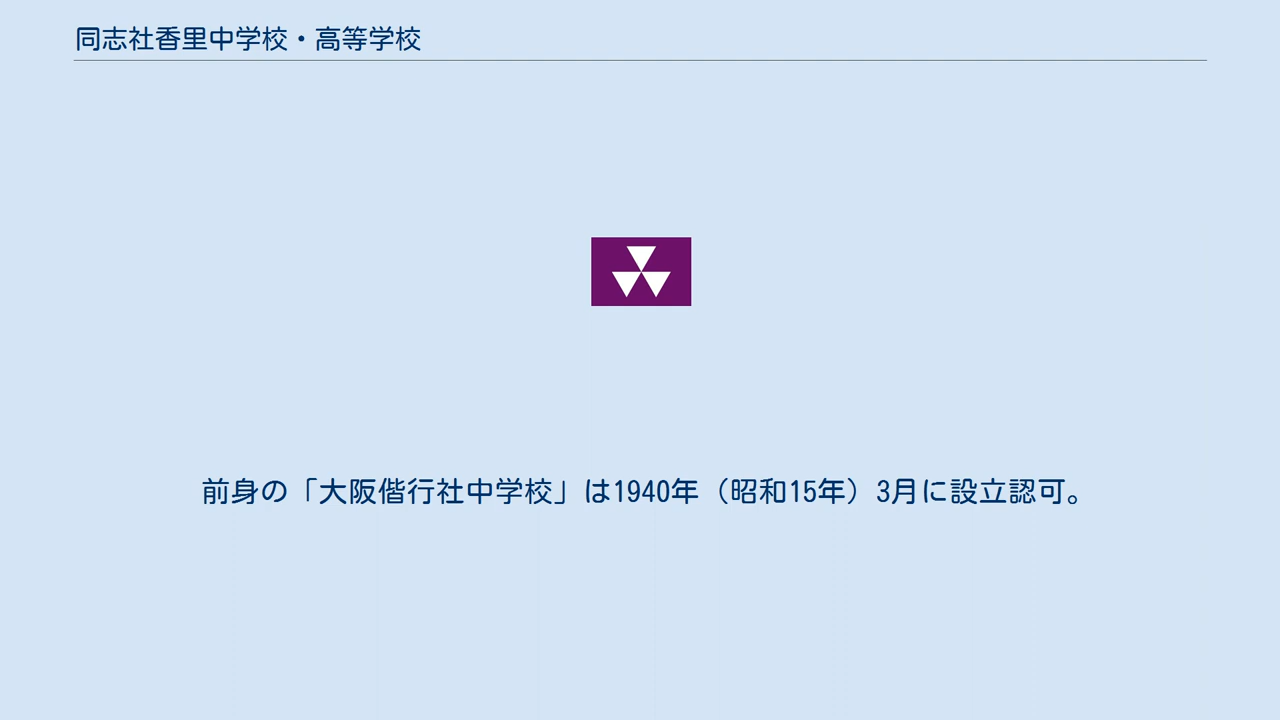 同志社香里中学校・高等学校
前身の「大阪偕行社中学校」は1940年（昭和15年）3月に設立認可。